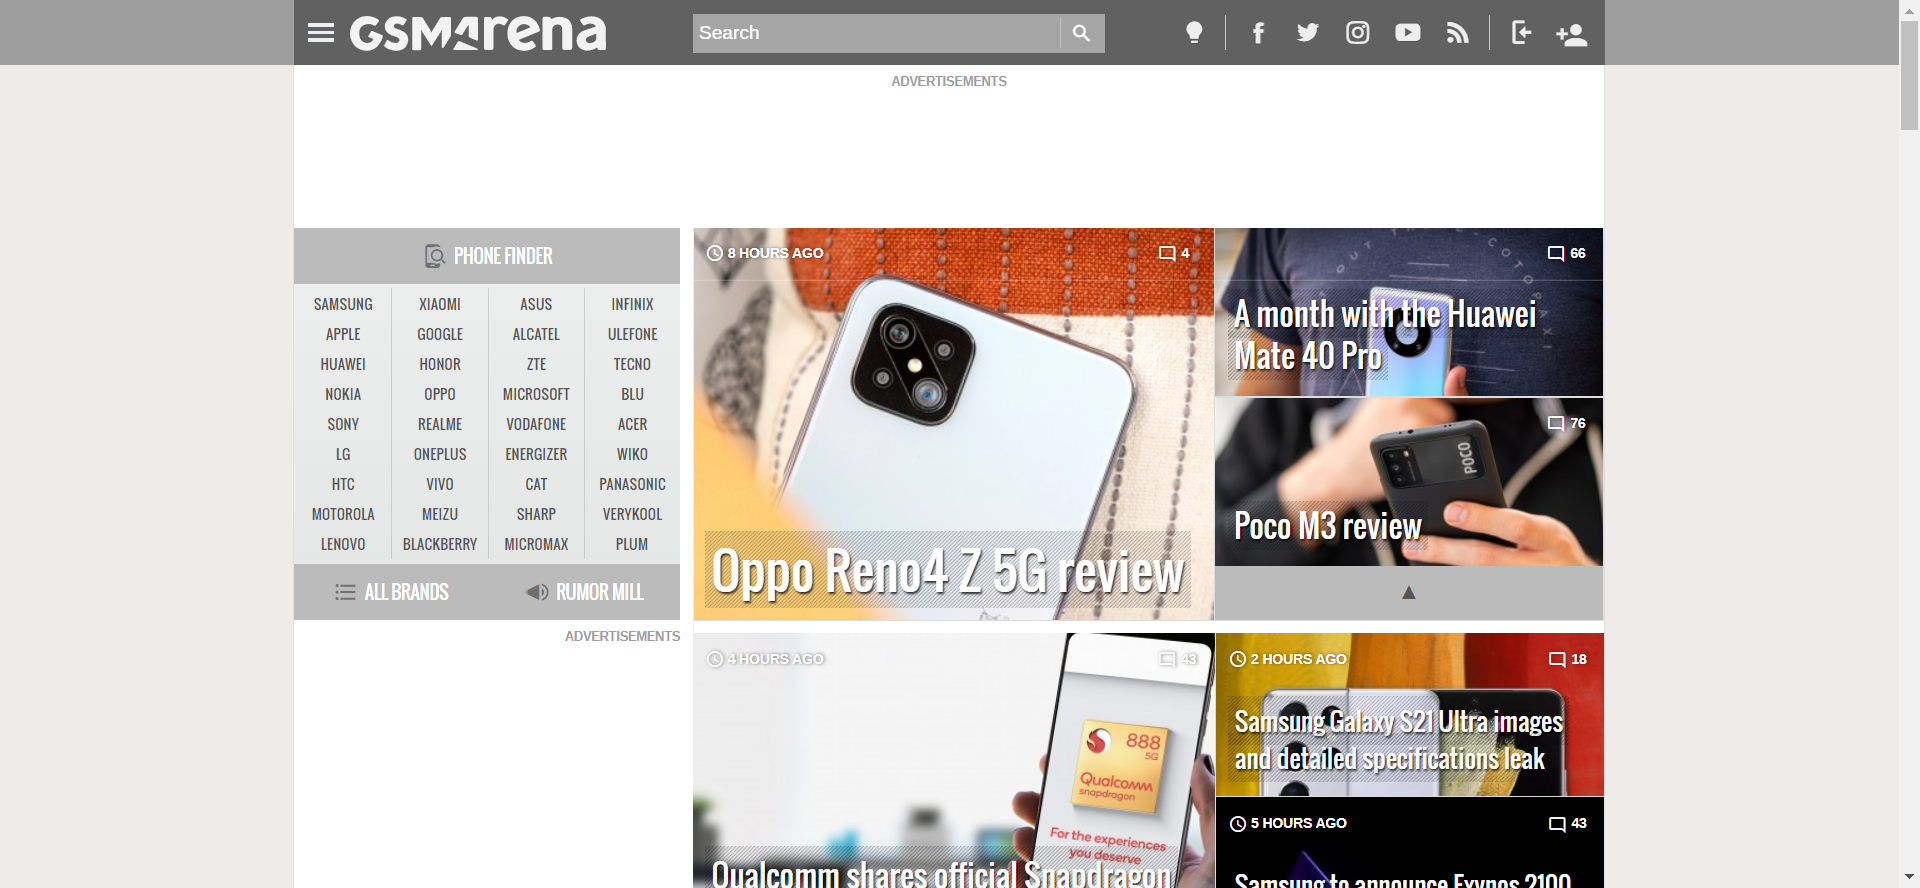 GSMArena
Search
ADVERTISEMENTS
PHONE FINDER
SAMSUNG XIAOMI ASUS INFINIX
APPLE GOOGLE ALCATEL ULEFONE
HUAWEI HONOR ZTE TECNO
NOKIA OPPO MICROSOFT BLU
SONY REALME VODAFONE ACER
LG ONEPLUS ENERGIZER WIKO
HTC VIVO CAT PANASONIC
MOTOROLA MEIZU SHARP VERYKOOL
LENOVO BLACKBERRY MICROMAX PLUM
ALL BRANDS RUMOR MILL
ADVERTISEMENTS
8 HOURS AGO 4
Oppo Reno4 Z 5G review
66
A month with the Huawei
Mate 40 Pro
76
POCO
Poco M3 review
4 HOURS AGO 43
888
5G
Qualcomm
snapdragon
For the experiences
you deserve
Qualcomm shares official Snapdragon
2 HOURS AGO 18
Samsung Galaxy S21 Ultra images
and detailed specifications leak
5 HOURS AGO 43
Samsung to announce Exynos 2100